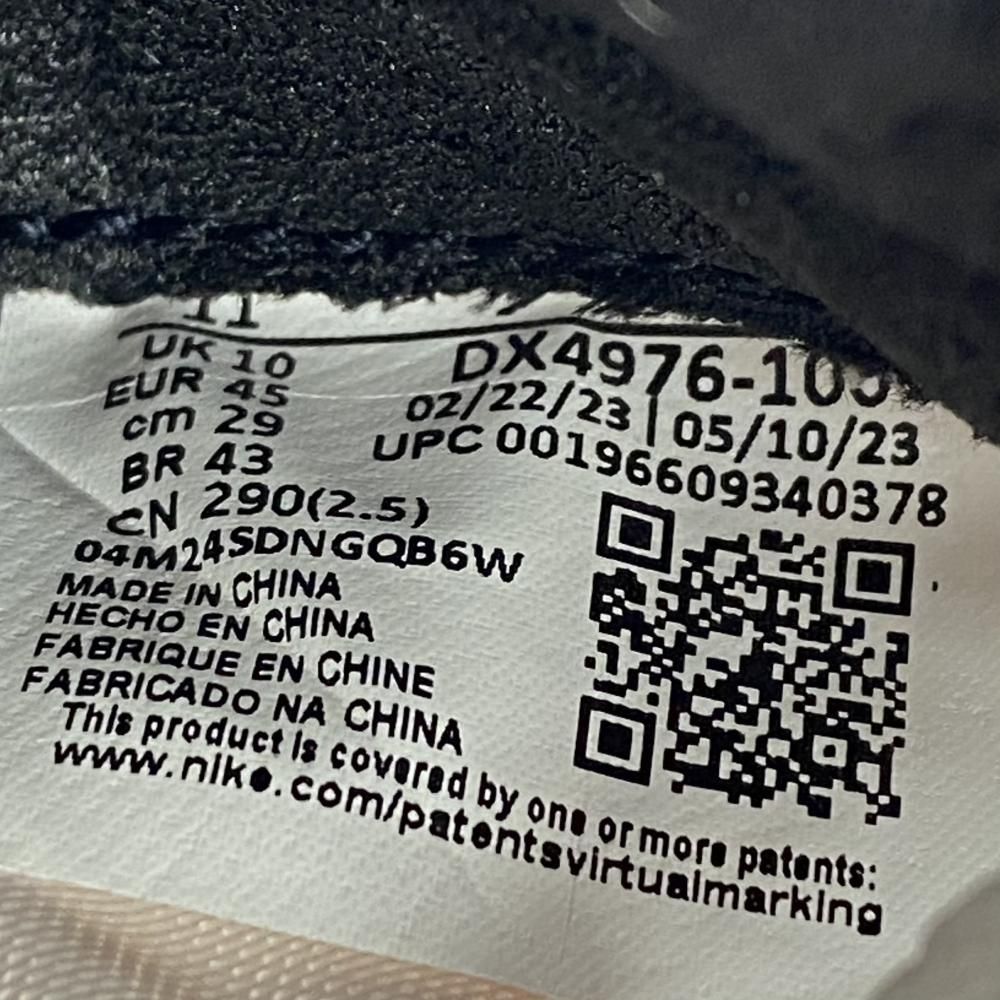 11
UK 10
EUR 45
cm 29
BR 43
CN 290(2.5)
04M24SDNGQB6W
MADE IN CHINA
HECHO EN CHINA
FABRIQUE EN CHINE
FABRICADO NA CHINA
This product is covered by one or more patents:
www.nike.com/patentsvirtualmarking
DX4976-103
02/22/23 | 05/10/23
UPC 00196609340378